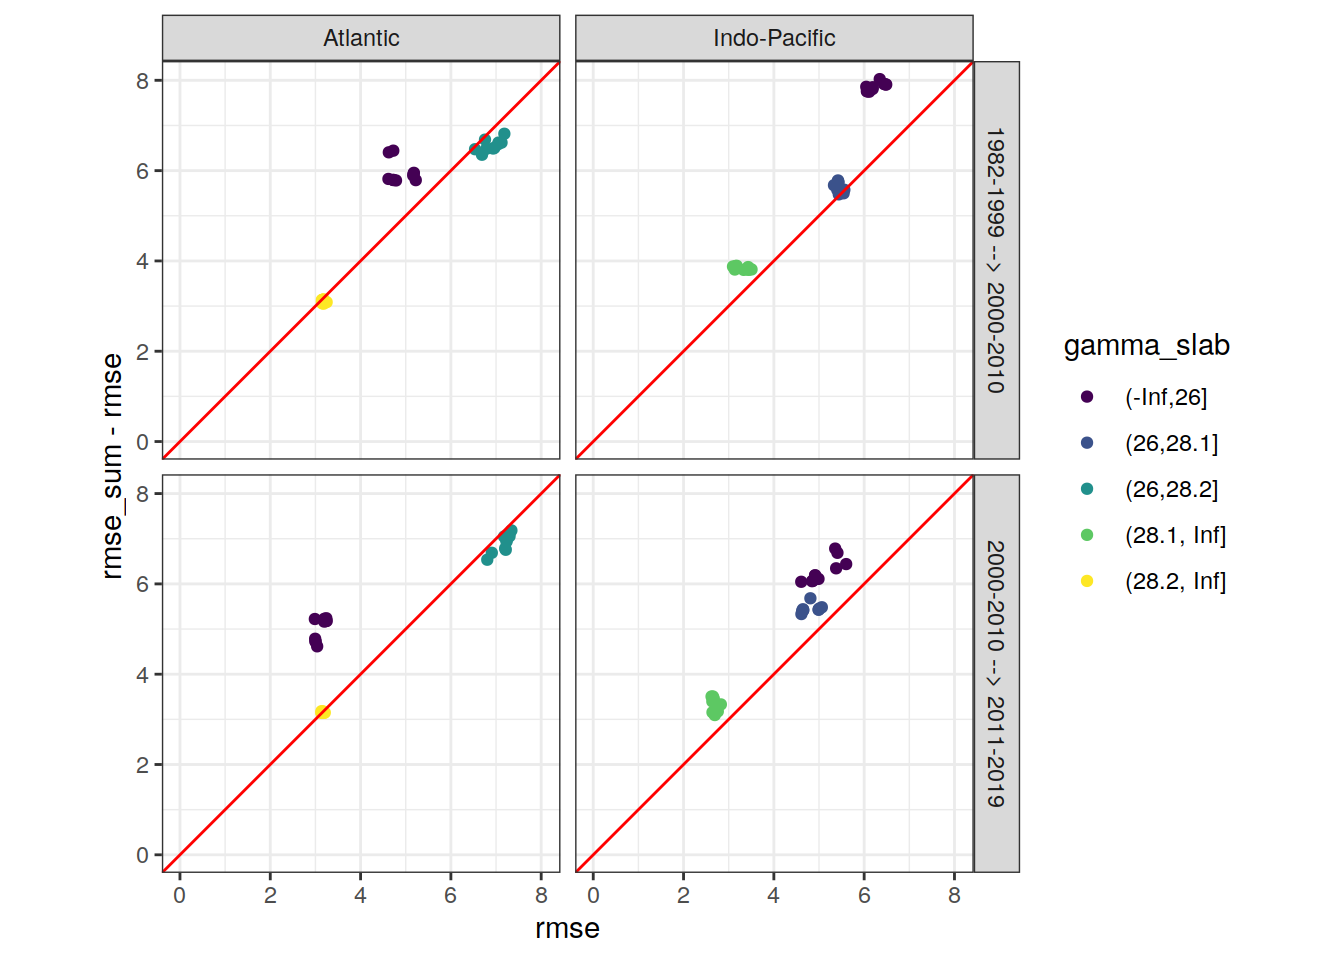 Atlantic
Indo-Pacific
8
6
4
2
0
1982-1999 --> 2000-2010
8
6
4
2
0
2000-2010 --> 2011-2019
0 2 4 6 8
0 2 4 6 8
rmse
rmse_sum - rmse
gamma_slab
(-Inf,26]
(26,28.1]
(26,28.2]
(28.1, Inf]
(28.2, Inf]